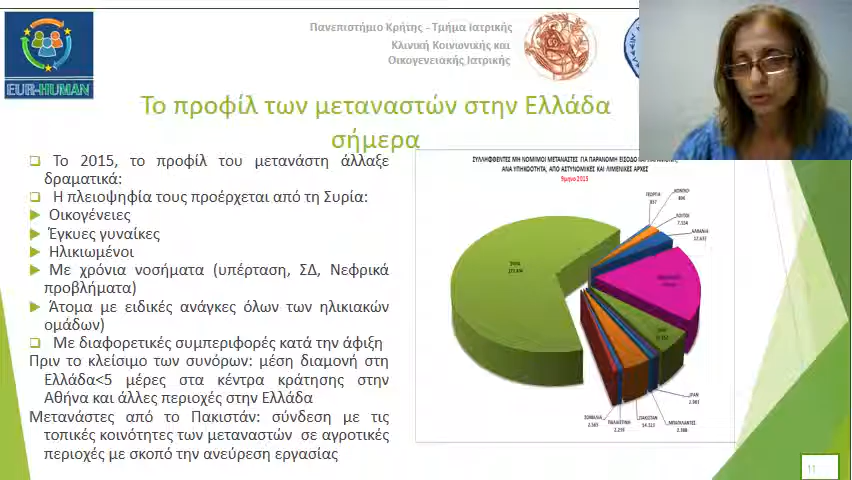 Πανεπιστήμιο Κρήτης - Τμήμα Ιατρικής
Κλινική Κοινωνικής και
Οικογενειακής Ιατρικής
EUR-HUMAN
Το προφίλ των μεταναστών στην Ελλάδα
σήμερα
Το 2015, το προφίλ του μετανάστη άλλαξε
δραματικά:
Η πλειοψηφία τους προέρχεται από τη Συρία:
Οικογένειες
Έγκυες γυναίκες
Ηλικιωμένοι
Με χρόνια νοσήματα (υπέρταση, ΣΔ, Νεφρικά
προβλήματα)
Άτομα με ειδικές ανάγκες όλων των ηλικιακών
ομάδων)
Με διαφορετικές συμπεριφορές κατά την άφιξη
Πριν το κλείσιμο των συνόρων: μέση διαμονή στη
Ελλάδα<5 μέρες στα κέντρα κράτησης στην
Αθήνα και άλλες περιοχές στην Ελλάδα
Μετανάστες από το Πακιστάν: σύνδεση με τις
τοπικές κοινότητες των μεταναστών σε αγροτικές
περιοχές με σκοπό την ανεύρεση εργασίας
ΣΥΛΛΗΦΘΕΝΤΕΣ ΜΗ ΝΟΜΙΜΟΙ ΜΕΤΑΝΑΣΤΕΣ ΓΙΑ ΠΑΡΑΝΟΜΗ ΕΙΣΟΔΟ
ΑΝΑ ΥΠΗΚΟΟΤΗΤΑ, ΑΠΟ ΑΣΤΥΝΟΜΙΚΕΣ ΚΑΙ ΛΙΜΕΝΙΚΕΣ ΑΡΧΕΣ
9μηνο 2015
ΓΕΩΡΓΙΑ
ΑΛΒΑΝΙΑ
ΙΡΑΝ
ΜΠΑΓΚΛΑΝΤΕΣ
ΠΑΚΙΣΤΑΝ
ΠΑΛΑΙΣΤΙΝΗ
ΣΟΜΑΛΙΑ
11